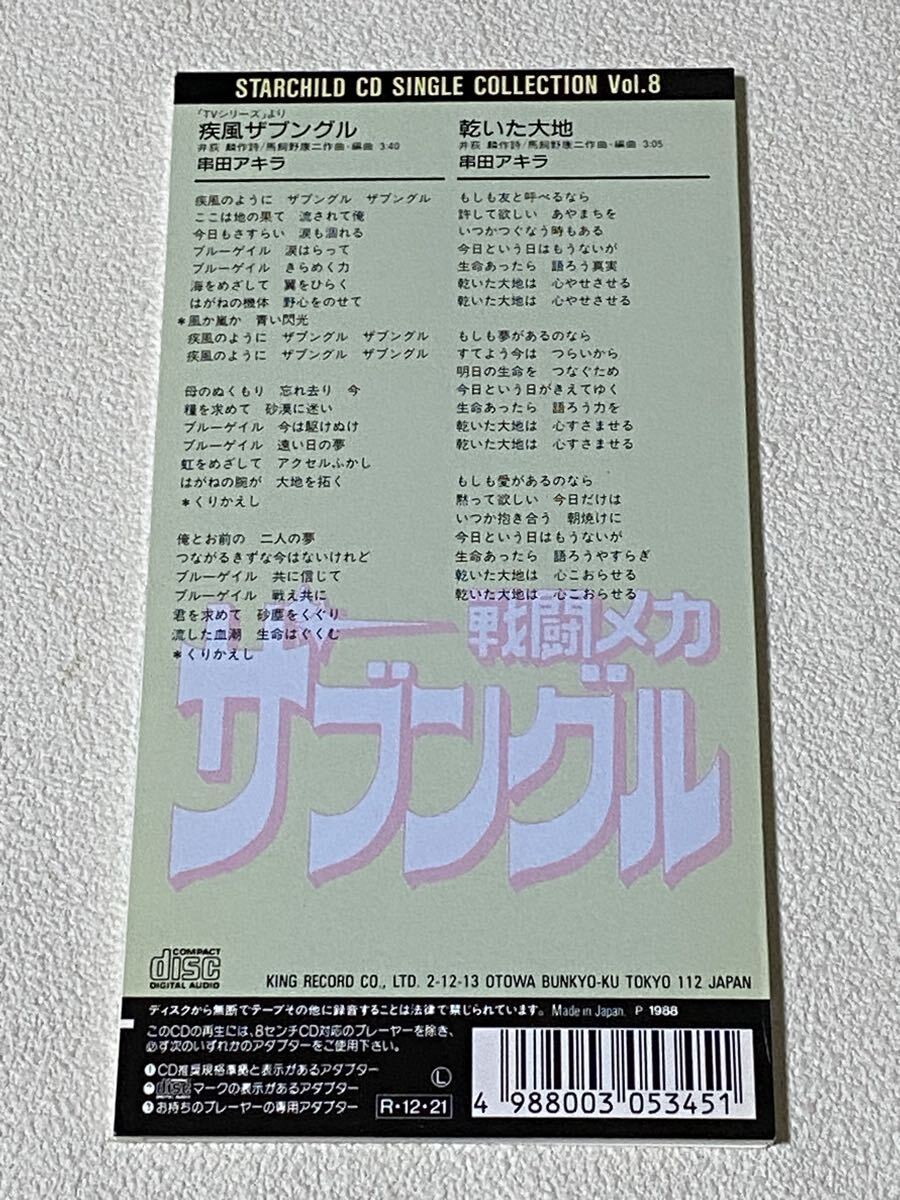 STARCHILD CD SINGLE COLLECTION Vol.8
「TVシリーズ」より
疾風ザブングル
井荻 麟作詩/馬飼野康二作曲・編曲 3:40
串田アキラ
疾風のように ザブングル ザブングル
ここは地の果て 流されて俺
今日もさすらい 涙も涸れる
ブルーゲイル 涙はらって
ブルーゲイル きらめく力
海をめざして 翼をひらく
はがねの機体 野心をのせて
*風か嵐か 青い閃光
疾風のように ザブングル ザブングル
疾風のように ザブングル ザブングル
母のぬくもり 忘れ去り 今
糧を求めて 砂漠に迷い
ブルーゲイル 今は駆けぬけ
ブルーゲイル 遠い日の夢
虹をめざして アクセルふかし
はがねの腕が 大地を拓く
*くりかえし
俺とお前の 二人の夢
つながるきずな今はないけれど
ブルーゲイル 共に信じて
ブルーゲイル 戦え共に
君を求めて 砂塵をくぐり
流した血潮 生命はぐくむ
*くりかえし
乾いた大地
井荻 麟作詩/馬飼野康二作曲・編曲 3:05
串田アキラ
もしも友と呼べるなら
許して欲しい あやまちを
いつかつぐなう時もある
今日という日はもうないが
生命あったら 語ろう真実
乾いた大地は 心やせさせる
乾いた大地は 心やせさせる
もしも夢があるのなら
すてよう今は つらいから
明日の生命を つなぐため
今日という日がきえてゆく
生命あったら 語ろう力を
乾いた大地は 心すさませる
乾いた大地は 心すさませる
もしも愛があるのなら
黙って欲しい 今日だけは
いつか抱き合う 朝焼けに
今日という日はもうないが
生命あったら 語ろうやすらぎ
乾いた大地は 心こおらせる
乾いた大地は 心こおらせる
戦闘メカ
ザブングル
COMPACT
disc
DIGITAL AUDIO
KING RECORD CO., LTD. 2-12-13 OTOWA BUNKYO-KU TOKYO 112 JAPAN
ディスクから無断でテープその他に録音することは法律で禁じられています。 Made in Japan. P 1988
このCDの再生には、8センチCD対応のプレーヤーを除き、
必ず次のいずれかのアダプターをご使用下さい。
❶CD推奨規格準拠と表示があるアダプター
❷disc マークの表示があるアダプター
❸お持ちのプレーヤーの専用アダプター
Ⓛ
R・12・21
4 988003 053451